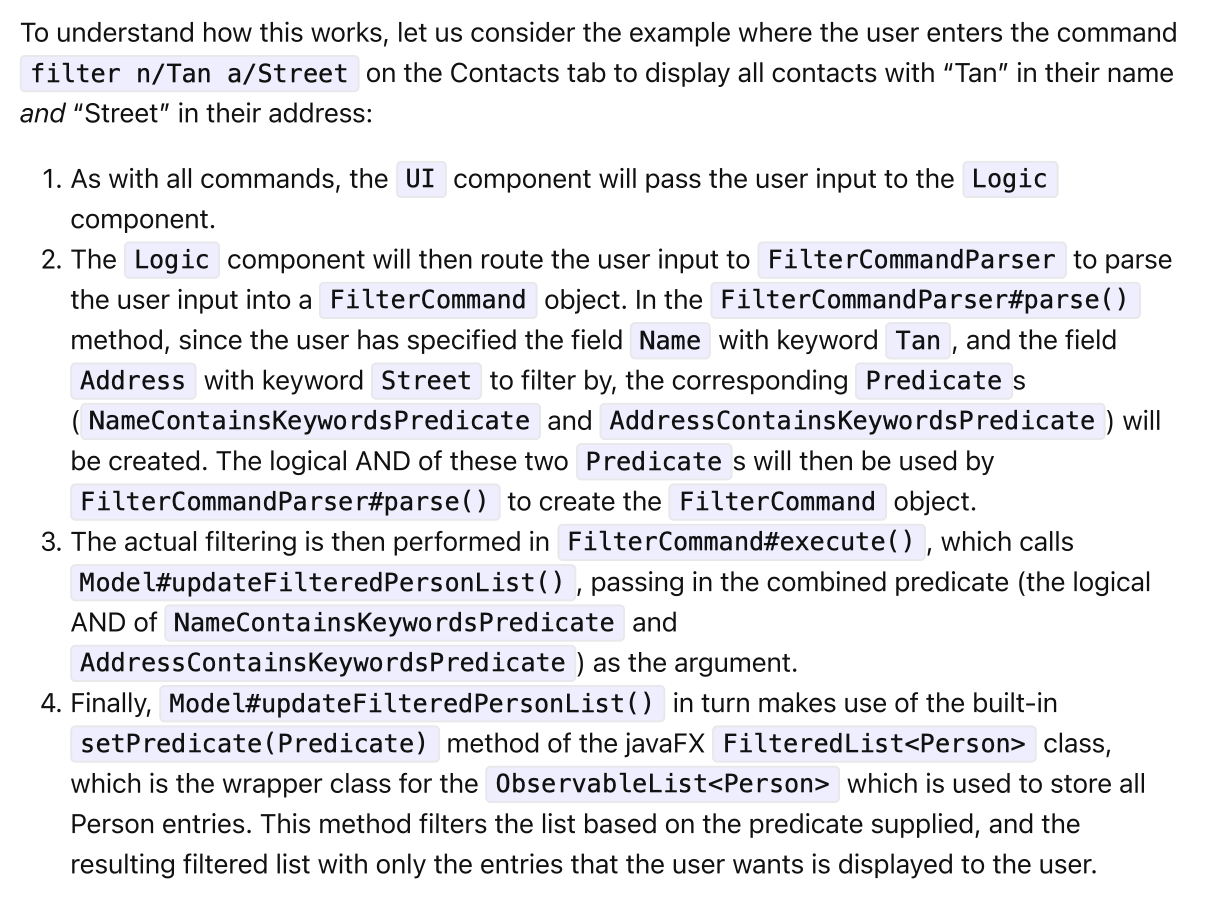 To understand how this works, let us consider the example where the user enters the command
filter n/Tan a/Street on the Contacts tab to display all contacts with “Tan” in their name
and “Street” in their address:
1. As with all commands, the UI component will pass the user input to the Logic
component.
2. The Logic component will then route the user input to FilterCommandParser to parse
the user input into a FilterCommand object. In the FilterCommandParser#parse()
method, since the user has specified the field Name with keyword Tan , and the field
Address with keyword Street to filter by, the corresponding Predicate s
( NameContainsKeywordsPredicate and AddressContainsKeywordsPredicate ) will
be created. The logical AND of these two Predicate s will then be used by
FilterCommandParser#parse() to create the FilterCommand object.
3. The actual filtering is then performed in FilterCommand#execute() , which calls
Model#updateFilteredPersonList() , passing in the combined predicate (the logical
AND of NameContainsKeywordsPredicate and
AddressContainsKeywordsPredicate ) as the argument.
4. Finally, Model#updateFilteredPersonList() in turn makes use of the built-in
setPredicate(Predicate) method of the javaFX FilteredList<Person> class,
which is the wrapper class for the ObservableList<Person> which is used to store all
Person entries. This method filters the list based on the predicate supplied, and the
resulting filtered list with only the entries that the user wants is displayed to the user.